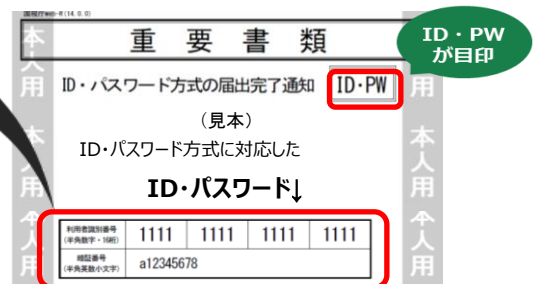 国税庁web-R(14.0.0)
重要書類
ID・PW
が目印
ID・パスワード方式の届出完了通知 ID・PW
（見本）
ID・パスワード方式に対応した
ID・パスワード↓
利用者識別番号
(半角数字・16桁)
1111 1111 1111 1111
暗証番号
(半角英数小文字)
a12345678
本人用 本人用 本人用
本人用 本人用 本人用